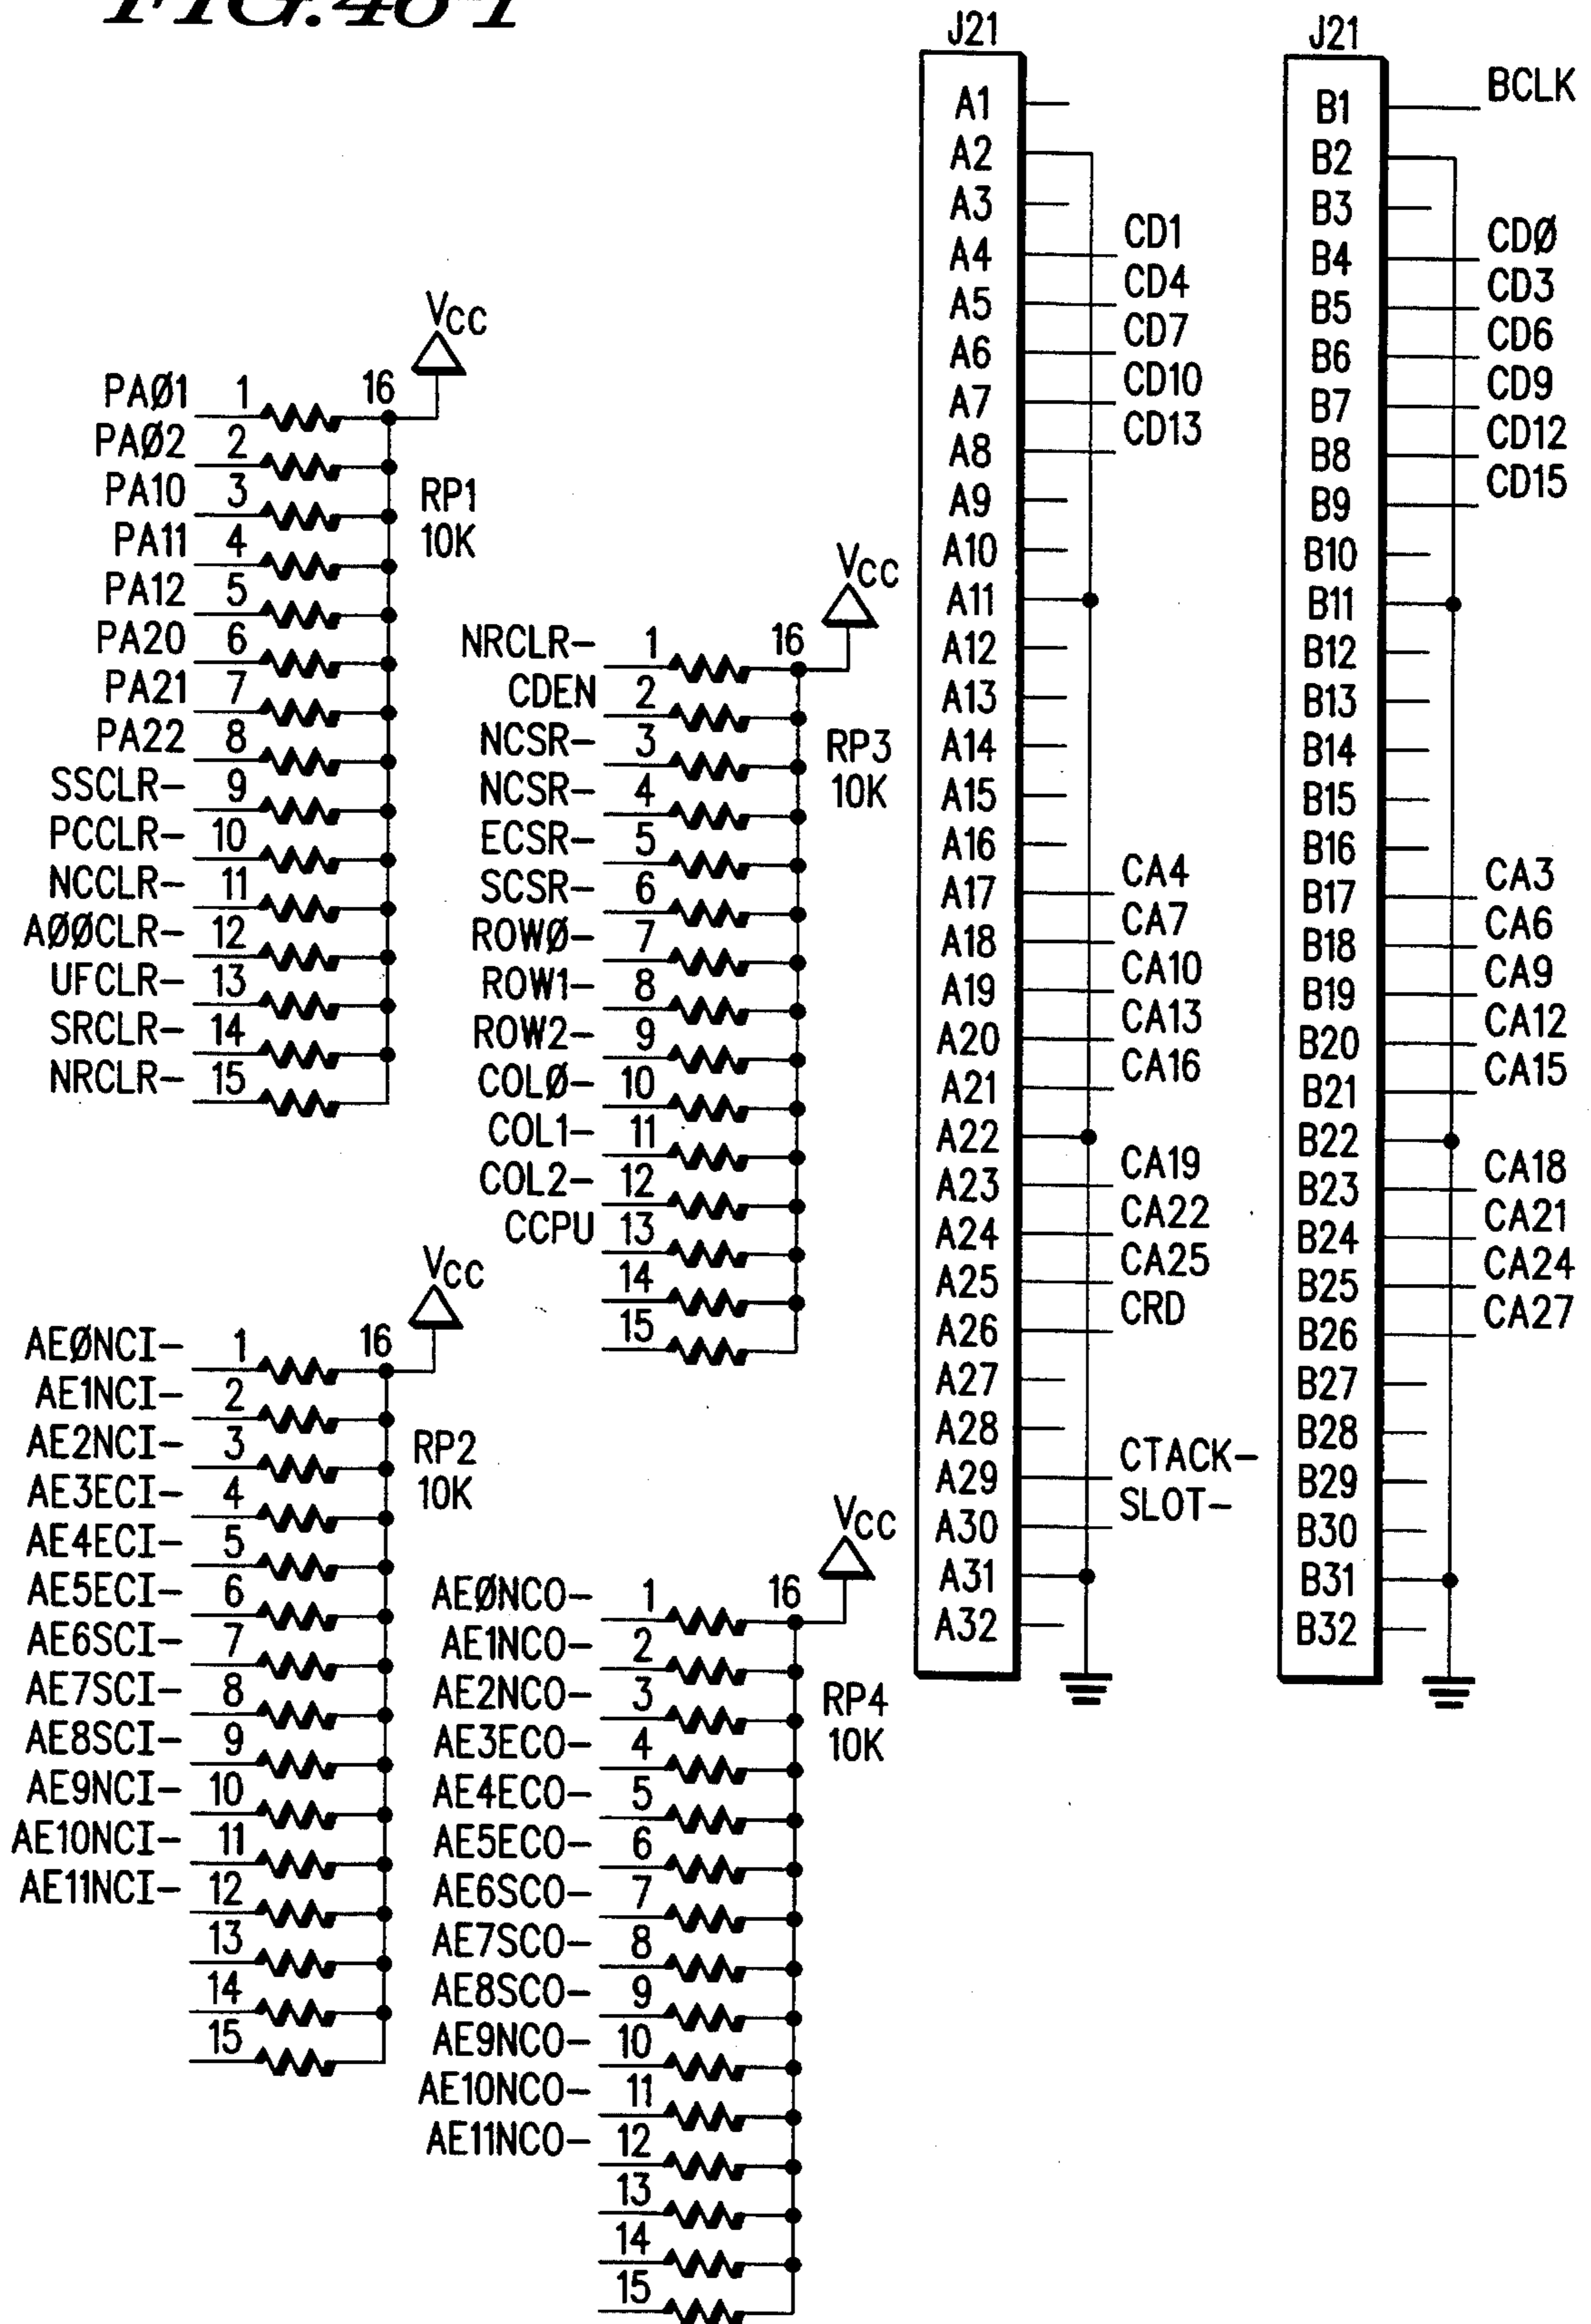 J21
A1
A2
A3
A4 CD1
A5 CD4
A6 CD7
A7 CD10
A8 CD13
A9
A10
A11
A12
A13
A14
A15
A16
A17 CA4
A18 CA7
A19 CA10
A20 CA13
A21 CA16
A22
A23 CA19
A24 CA22
A25 CA25
A26 CRD
A27
A28
A29 CTACK-
A30 SLOT-
A31
A32
J21
B1 BCLK
B2
B3
B4 CDØ
B5 CD3
B6 CD6
B7 CD9
B8 CD12
B9 CD15
B10
B11
B12
B13
B14
B15
B16
B17 CA3
B18 CA6
B19 CA9
B20 CA12
B21 CA15
B22
B23 CA18
B24 CA21
B25 CA24
B26 CA27
B27
B28
B29
B30
B31
B32
VCC
PAØ1 1 16
PAØ2 2
PA10 3
PA11 4
PA12 5
PA20 6
PA21 7
PA22 8
SSCLR- 9
PCCLR- 10
NCCLR- 11
AØØCLR- 12
UFCLR- 13
SRCLR- 14
NRCLR- 15
RP1
10K
VCC
NRCLR- 1 16
CDEN 2
NCSR- 3
NCSR- 4
ECSR- 5
SCSR- 6
ROWØ- 7
ROW1- 8
ROW2- 9
COLØ- 10
COL1- 11
COL2- 12
CCPU 13
14
15
RP3
10K
VCC
AEØNCI- 1 16
AE1NCI- 2
AE2NCI- 3
AE3ECI- 4
AE4ECI- 5
AE5ECI- 6
AE6SCI- 7
AE7SCI- 8
AE8SCI- 9
AE9NCI- 10
AE10NCI- 11
AE11NCI- 12
13
14
15
RP2
10K
VCC
AEØNCO- 1 16
AE1NCO- 2
AE2NCO- 3
AE3ECO- 4
AE4ECO- 5
AE5ECO- 6
AE6SCO- 7
AE7SCO- 8
AE8SCO- 9
AE9NCO- 10
AE10NCO- 11
AE11NCO- 12
13
14
15
RP4
10K